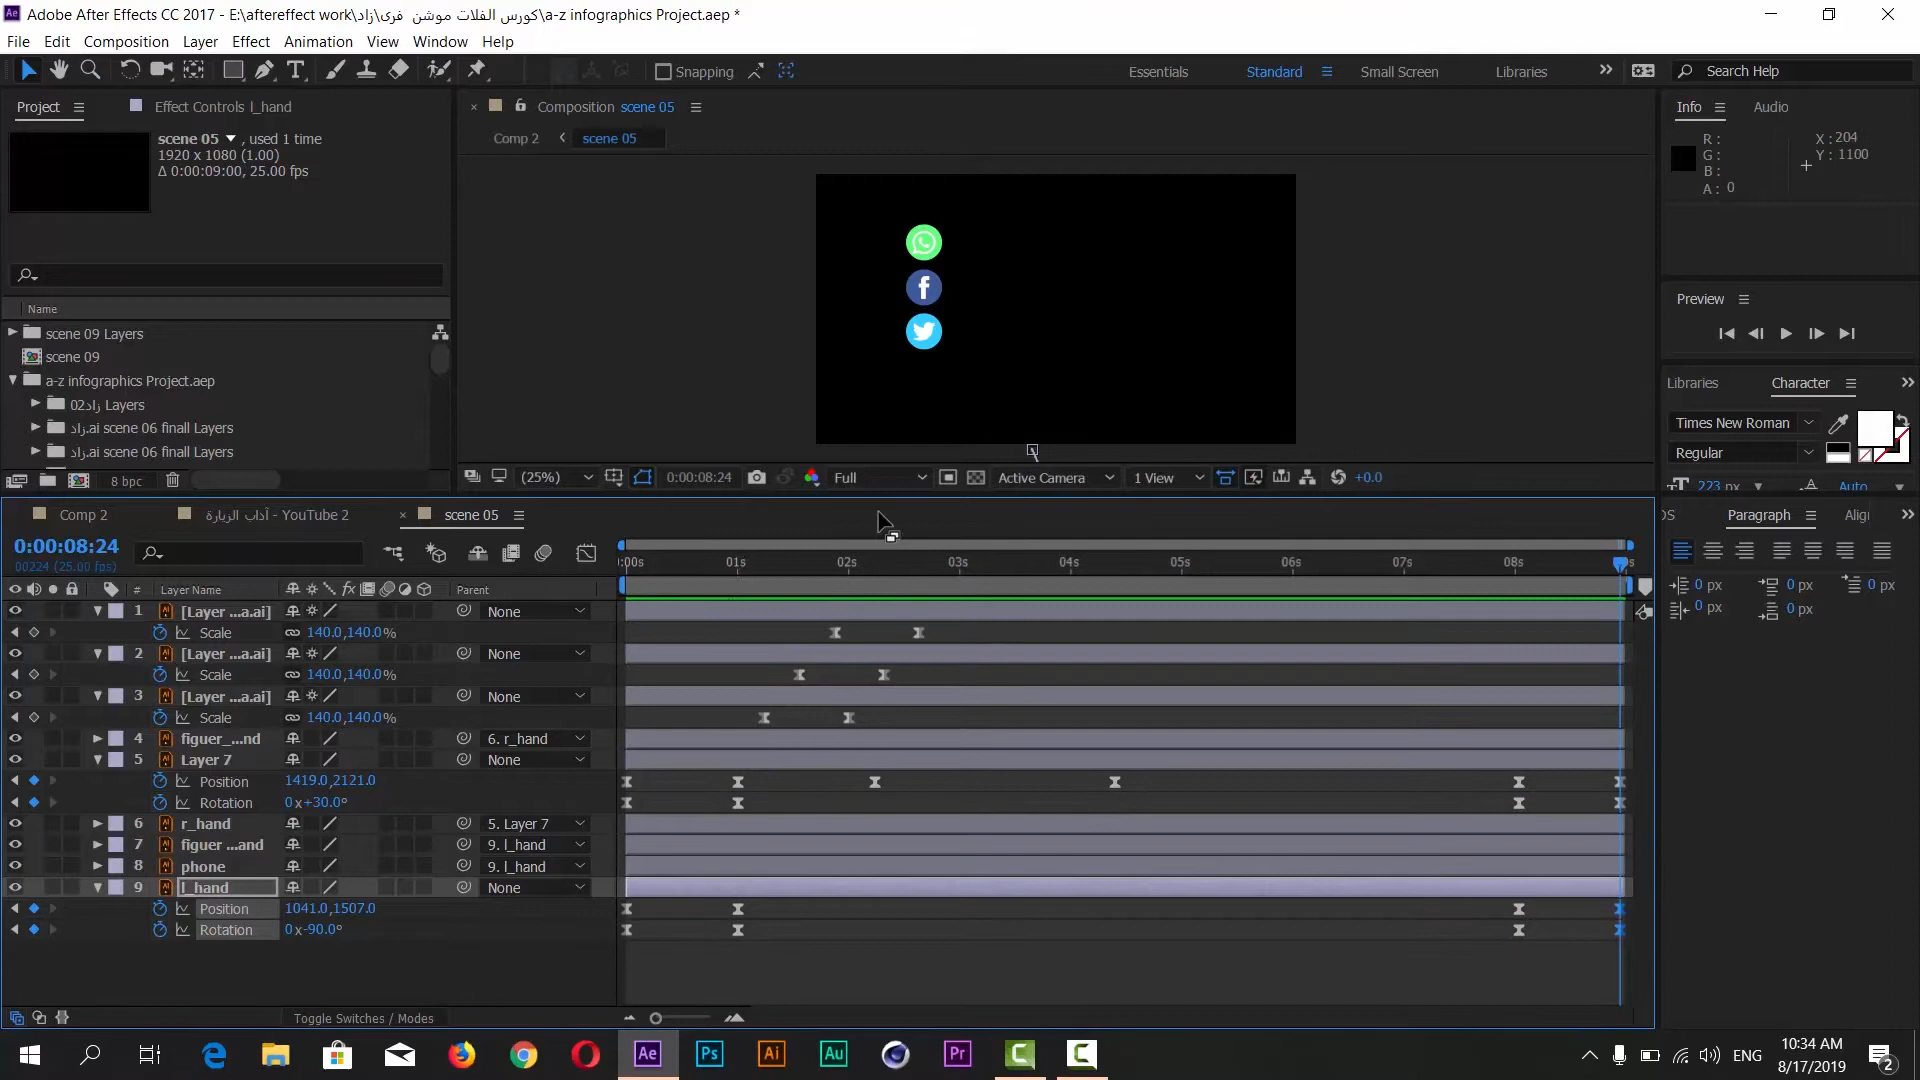 Adobe After Effects CC 2017 - E:\aftereffect work\كورس الفلات موشن فرى\زاد\a-z infographics Project.aep *
File Edit Composition Layer Effect Animation View Window Help
Snapping Essentials Standard Small Screen Libraries Search Help
Project Effect Controls l_hand
scene 05 , used 1 time
1920 x 1080 (1.00)
Δ 0:00:09:00, 25.00 fps
Name
scene 09 Layers
scene 09
a-z infographics Project.aep
زاد02 Layers
زاد.ai scene 06 finall Layers
زاد.ai scene 06 finall Layers
8 bpc
Composition scene 05
Comp 2 scene 05
(25%) 0:00:08:24 Full Active Camera 1 View +0.0
Info Audio
R :
G :
B :
A : 0
X : 204
Y : 1100
Preview
Libraries Character
Times New Roman
Regular
223 px Auto
Paragraph Aligi
0 px 0 px 0 px
0 px 0 px
Comp 2 آداب الزيارة - YouTube 2 scene 05
0:00:08:24
00224 (25.00 fps)
:00s 01s 02s 03s 04s 05s 06s 07s 08s
# Layer Name Parent
1 [Layer ...a.ai] None
Scale 140.0,140.0%
2 [Layer ...a.ai] None
Scale 140.0,140.0%
3 [Layer ...a.ai] None
Scale 140.0,140.0%
4 figuer_...nd 6. r_hand
5 Layer 7 None
Position 1419.0,2121.0
Rotation 0x+30.0°
6 r_hand 5. Layer 7
7 figuer ...and 9. l_hand
8 phone 9. l_hand
9 l_hand None
Position 1041.0,1507.0
Rotation 0x-90.0°
Toggle Switches / Modes
Ae Ps Ai Au Pr
ENG
10:34 AM
8/17/2019
2